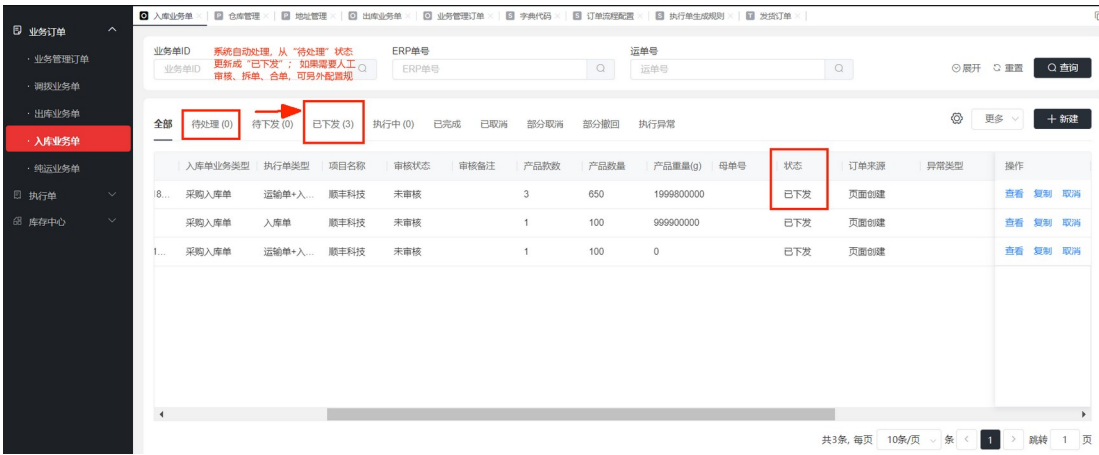 入库业务单 仓库管理 地址管理 出库业务单 业务管理订单 字典代码 订单流程配置 执行单生成规则 发货订单
业务订单
· 业务管理订单
· 调拨业务单
· 出库业务单
· 入库业务单
· 纯运业务单
执行单
库存中心
业务单ID
业务单ID
系统自动处理，从“待处理”状态
更新成“已下发”； 如果需要人工
审核、拆单、合单，可另外配置规
ERP单号
ERP单号
运单号
运单号
展开 重置 查询
全部 待处理 (0) 待下发 (0) 已下发 (3) 执行中 (0) 已完成 已取消 部分取消 部分撤回 执行异常
更多 新建
入库单业务类型 执行单类型 项目名称 审核状态 审核备注 产品款数 产品数量 产品重量(g) 母单号 状态 订单来源 异常类型 操作
8... 采购入库单 运输单+入... 顺丰科技 未审核 3 650 1999800000 已下发 页面创建 查看 复制 取消
采购入库单 入库单 顺丰科技 未审核 1 100 999900000 已下发 页面创建 查看 复制 取消
1... 采购入库单 运输单+入... 顺丰科技 未审核 1 100 0 已下发 页面创建 查看 复制 取消
共3条, 每页 10条/页 条 1 跳转 1 页